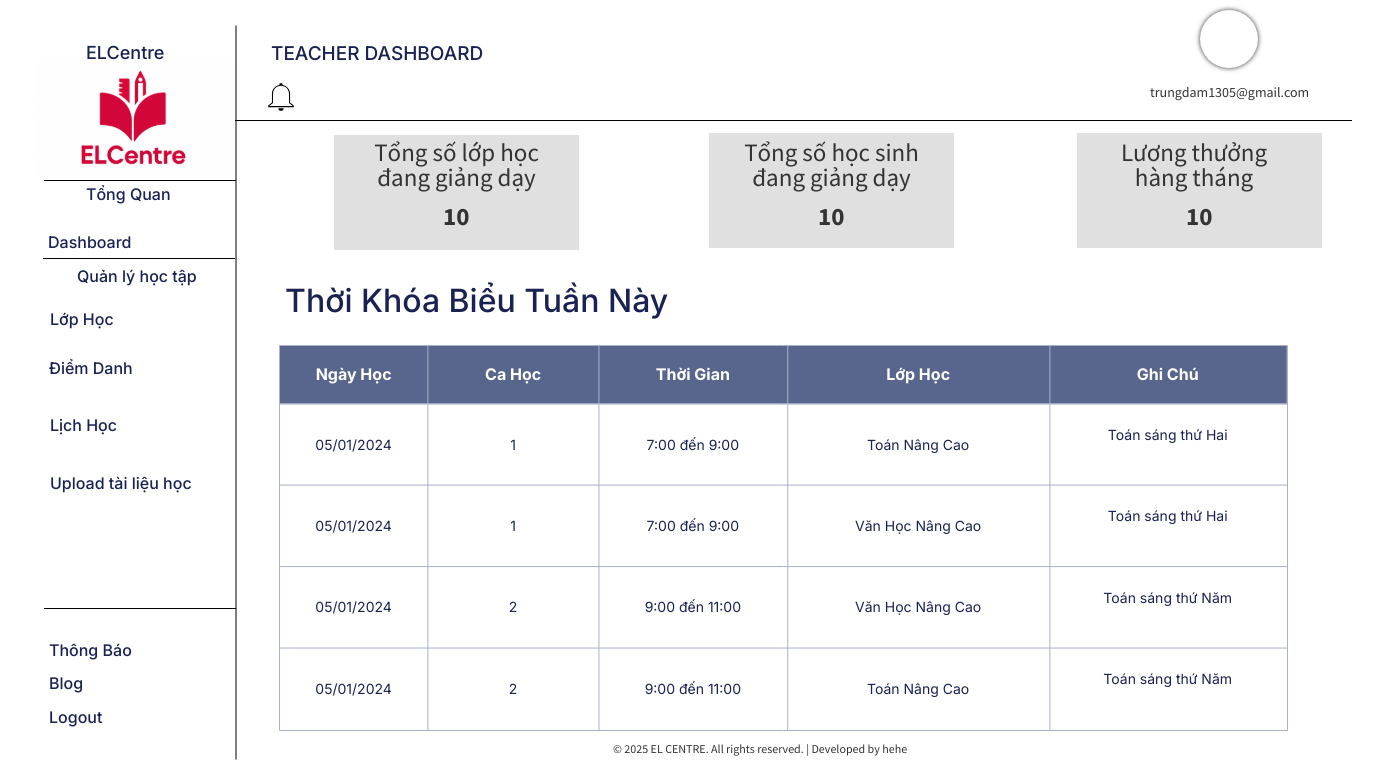 ELCentre
ELCentre
Tổng Quan
Dashboard
Quản lý học tập
Lớp Học
Điểm Danh
Lịch Học
Upload tài liệu học
Thông Báo
Blog
Logout
TEACHER DASHBOARD
trungdam1305@gmail.com
Tổng số lớp học
đang giảng dạy
10
Tổng số học sinh
đang giảng dạy
10
Lương thưởng
hàng tháng
10
Thời Khóa Biểu Tuần Này
Ngày Học Ca Học Thời Gian Lớp Học Ghi Chú
05/01/2024 1 7:00 đến 9:00 Toán Nâng Cao Toán sáng thứ Hai
05/01/2024 1 7:00 đến 9:00 Văn Học Nâng Cao Toán sáng thứ Hai
05/01/2024 2 9:00 đến 11:00 Văn Học Nâng Cao Toán sáng thứ Năm
05/01/2024 2 9:00 đến 11:00 Toán Nâng Cao Toán sáng thứ Năm
© 2025 EL CENTRE. All rights reserved. | Developed by hehe